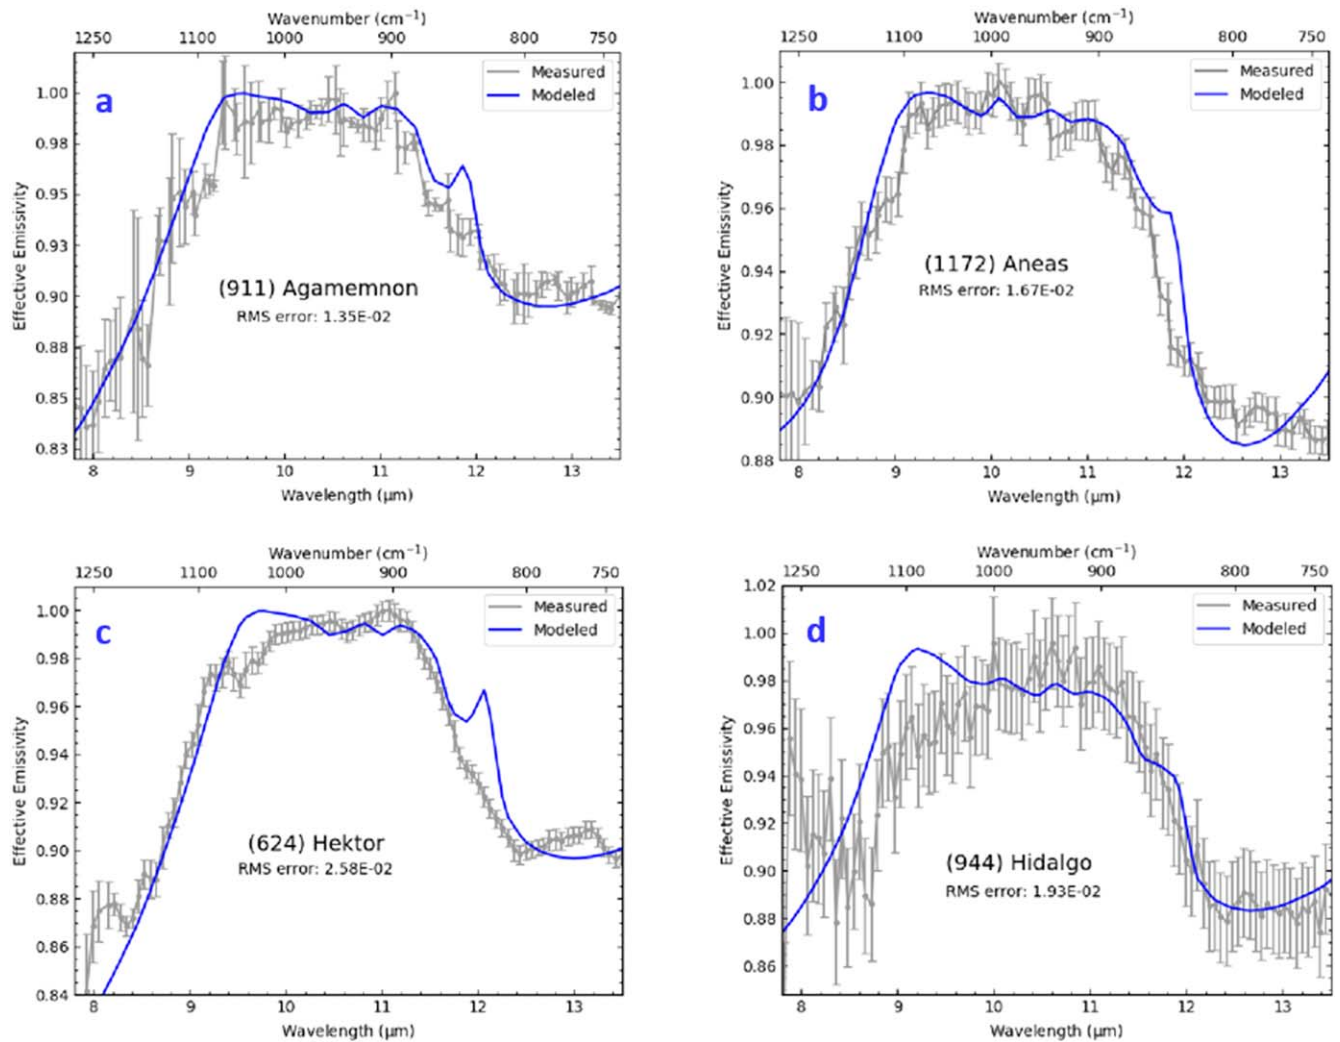 Wavenumber (cm⁻¹)
1250 1100 1000 900 800 750
a
Measured
Modeled
1.00
0.98
0.95
0.93
0.90
0.88
0.85
0.83
Effective Emissivity
(911) Agamemnon
RMS error: 1.35E-02
8 9 10 11 12 13
Wavelength (μm)
Wavenumber (cm⁻¹)
1250 1100 1000 900 800 750
b
Measured
Modeled
1.00
0.98
0.96
0.94
0.92
0.90
0.88
Effective Emissivity
(1172) Aneas
RMS error: 1.67E-02
8 9 10 11 12 13
Wavelength (μm)
Wavenumber (cm⁻¹)
1250 1100 1000 900 800 750
c
Measured
Modeled
1.00
0.98
0.96
0.94
0.92
0.90
0.88
0.86
0.84
Effective Emissivity
(624) Hektor
RMS error: 2.58E-02
8 9 10 11 12 13
Wavelength (μm)
Wavenumber (cm⁻¹)
1250 1100 1000 900 800 750
d
Measured
Modeled
1.02
1.00
0.98
0.96
0.94
0.92
0.90
0.88
0.86
Effective Emissivity
(944) Hidalgo
RMS error: 1.93E-02
8 9 10 11 12 13
Wavelength (μm)